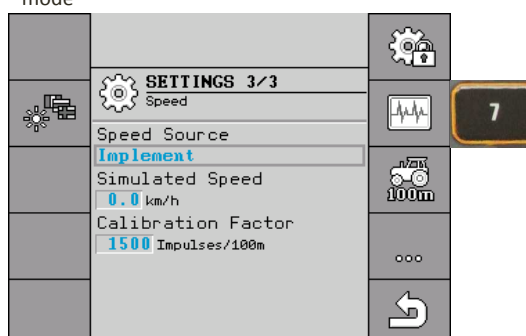 mode
SETTINGS 3/3
Speed
Speed Source
Implement
Simulated Speed
0.0 km/h
Calibration Factor
1500 Impulses/100m
100m
7